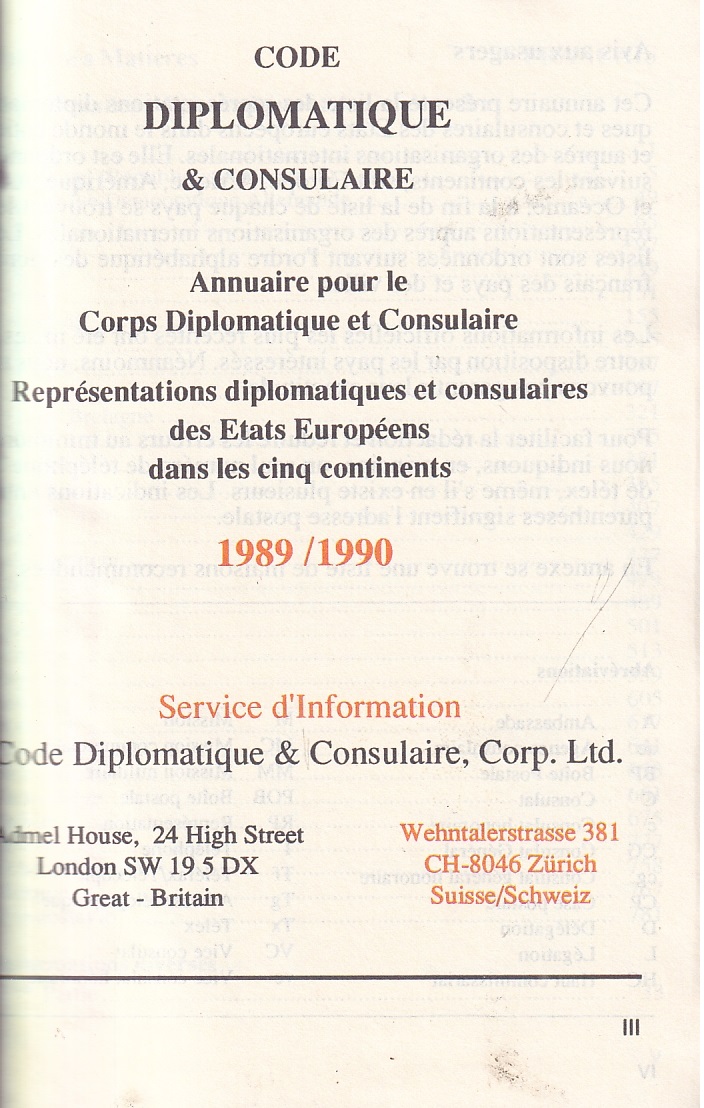 CODE
DIPLOMATIQUE
& CONSULAIRE
Annuaire pour le
Corps Diplomatique et Consulaire
Représentations diplomatiques et consulaires
des Etats Européens
dans les cinq continents
1989 /1990
Service d'Information
Code Diplomatique & Consulaire, Corp. Ltd.
House, 24 High Street
London SW 19 5 DX
Great - Britain
Wehntalerstrasse 381
CH-8046 Zürich
Suisse/Schweiz
III